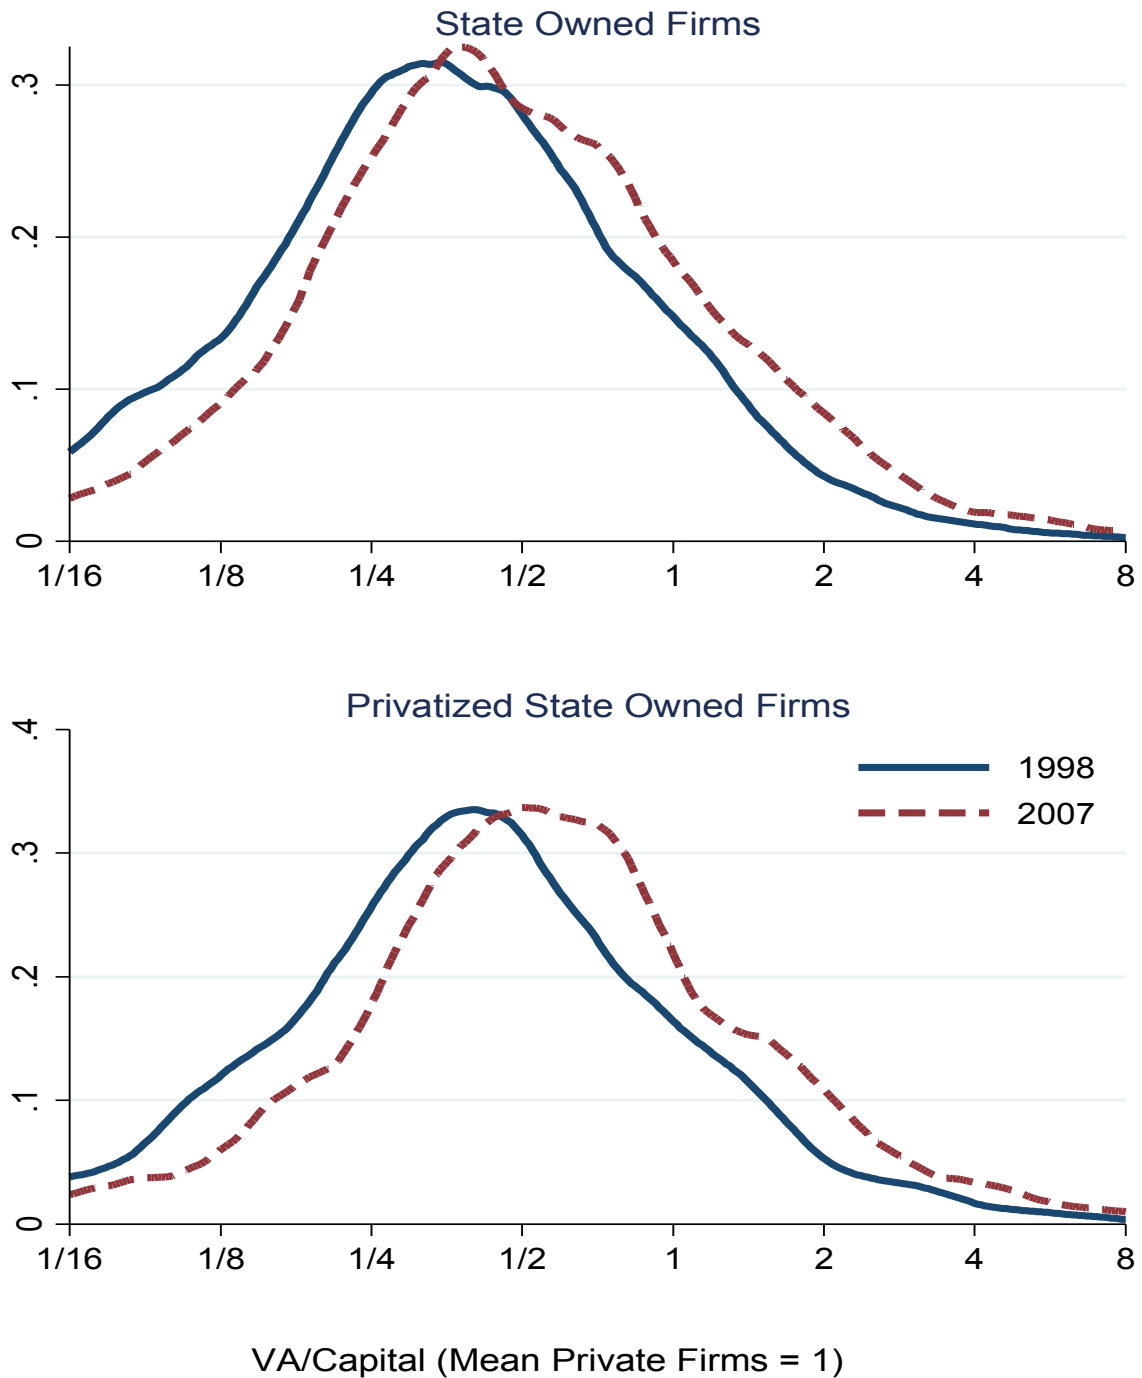 State Owned Firms
.3
.2
.1
0
1/16 1/8 1/4 1/2 1 2 4 8
Privatized State Owned Firms
.4
1998
2007
.3
.2
.1
0
1/16 1/8 1/4 1/2 1 2 4 8
VA/Capital (Mean Private Firms = 1)